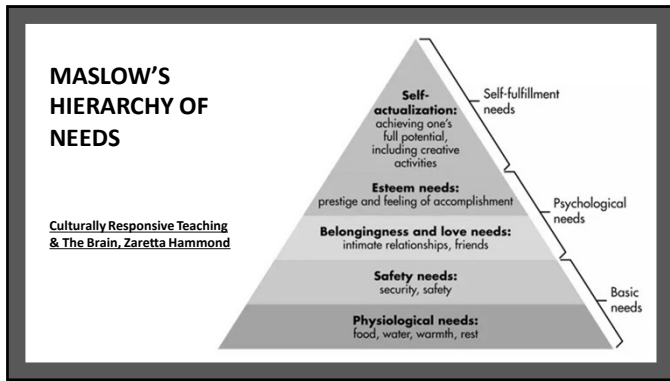 MASLOW'S
HIERARCHY OF
NEEDS
Culturally Responsive Teaching
& The Brain, Zaretta Hammond
Self-
actualization:
achieving one's
full potential,
including creative
activities
Esteem needs:
prestige and feeling of accomplishment
Belongingness and love needs:
intimate relationships, friends
Safety needs:
security, safety
Physiological needs:
food, water, warmth, rest
Self-fulfillment
needs
Psychological
needs
Basic
needs